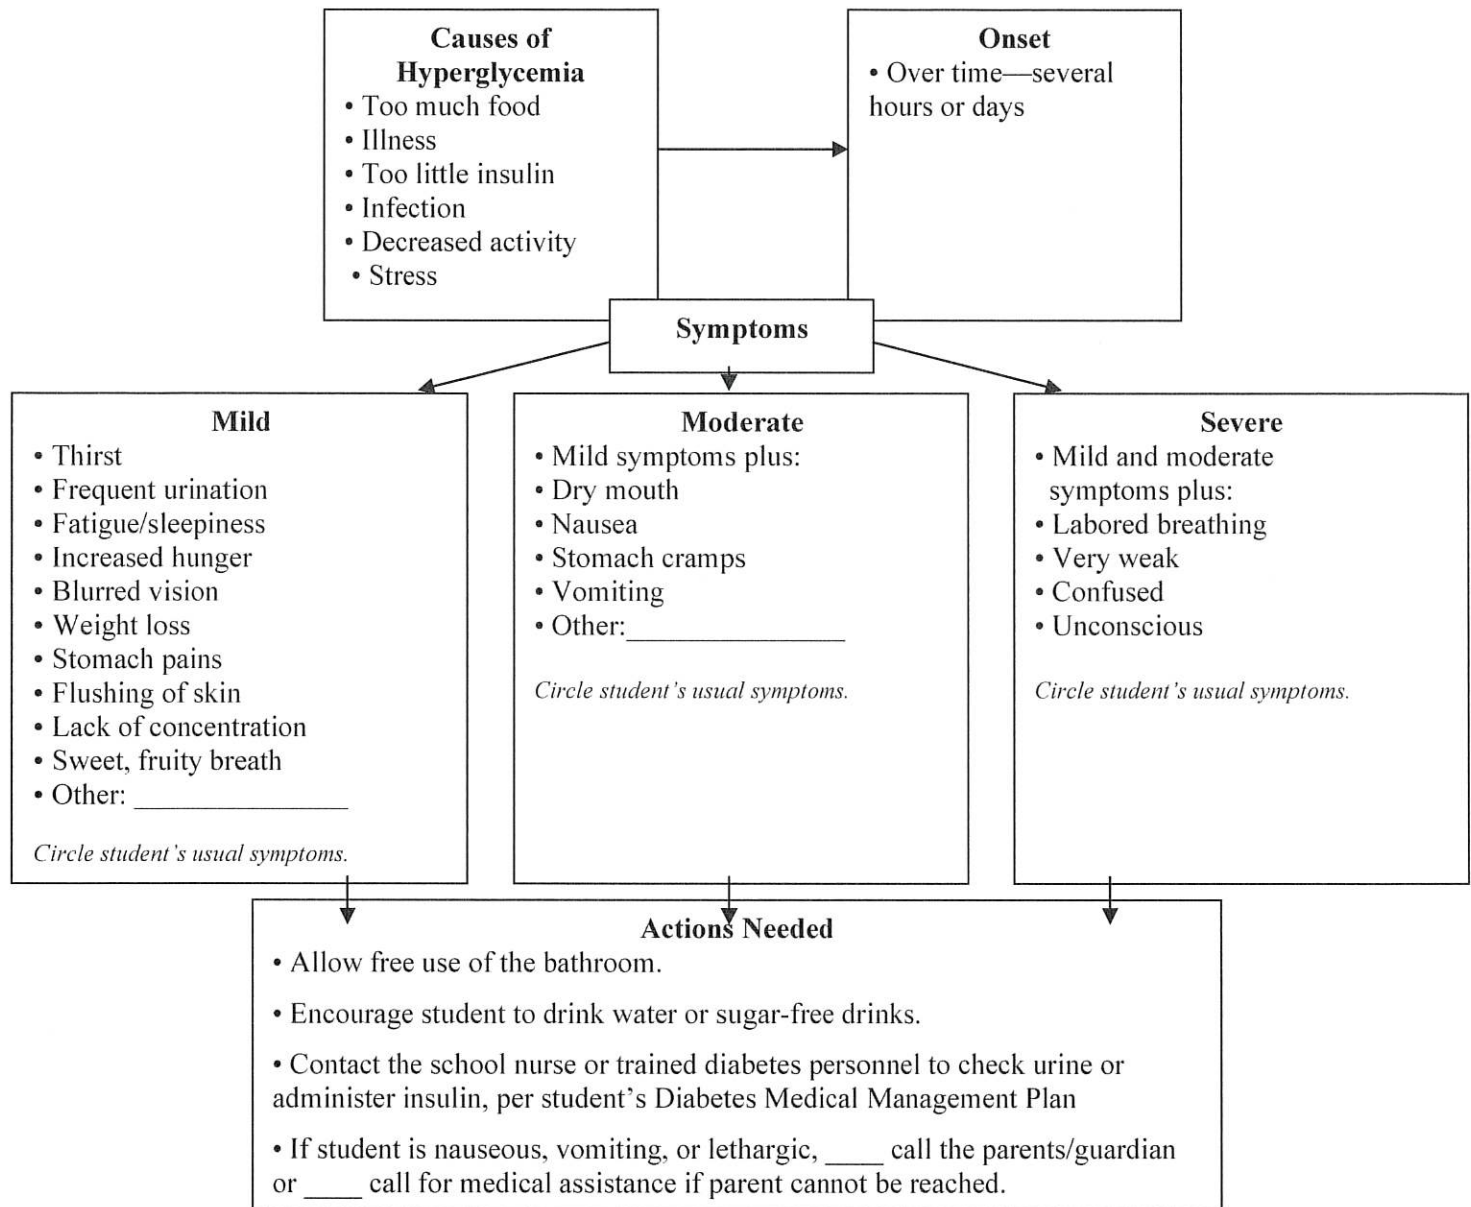 Causes of
Hyperglycemia
• Too much food
• Illness
• Too little insulin
• Infection
• Decreased activity
• Stress
Onset
• Over time—several
hours or days
Symptoms
Mild
• Thirst
• Frequent urination
• Fatigue/sleepiness
• Increased hunger
• Blurred vision
• Weight loss
• Stomach pains
• Flushing of skin
• Lack of concentration
• Sweet, fruity breath
• Other: _______________
Circle student's usual symptoms.
Moderate
• Mild symptoms plus:
• Dry mouth
• Nausea
• Stomach cramps
• Vomiting
• Other:_______________
Circle student's usual symptoms.
Severe
• Mild and moderate
symptoms plus:
• Labored breathing
• Very weak
• Confused
• Unconscious
Circle student's usual symptoms.
Actions Needed
• Allow free use of the bathroom.
• Encourage student to drink water or sugar-free drinks.
• Contact the school nurse or trained diabetes personnel to check urine or
administer insulin, per student's Diabetes Medical Management Plan
• If student is nauseous, vomiting, or lethargic, ____ call the parents/guardian
or ____ call for medical assistance if parent cannot be reached.